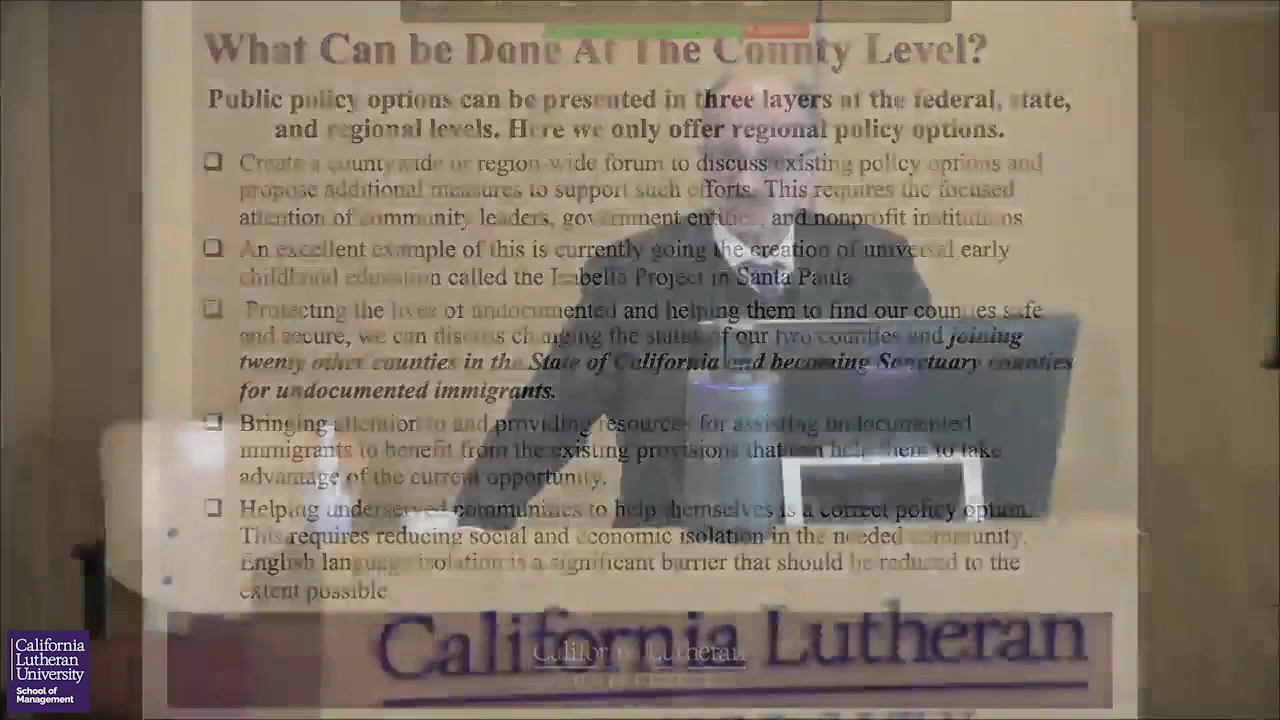 What Can be Done At The County Level?
Public policy options can be presented in three layers at the federal, state,
and regional levels. Here we only offer regional policy options.
❑ Create a countywide or region-wide forum to discuss existing policy options and
propose additional measures to support such efforts. This requires the focused
attention of community leaders, government entities, and nonprofit institutions
❑ An excellent example of this is currently going the creation of universal early
childhood education called the Isabella Project in Santa Paula
❑ Protecting the lives of undocumented and helping them to find our counties safe
and secure, we can discuss changing the status of our two counties and joining
twenty other counties in the State of California and becoming Sanctuary counties
for undocumented immigrants.
❑ Bringing attention to and providing resources for assisting undocumented
immigrants to benefit from the existing provisions that can help them to take
advantage of the current opportunity.
❑ Helping underserved communities to help themselves is a correct policy option.
This requires reducing social and economic isolation in the needed community.
English language isolation is a significant barrier that should be reduced to the
extent possible
California Lutheran
California Lutheran
California
Lutheran
University
School of
Management